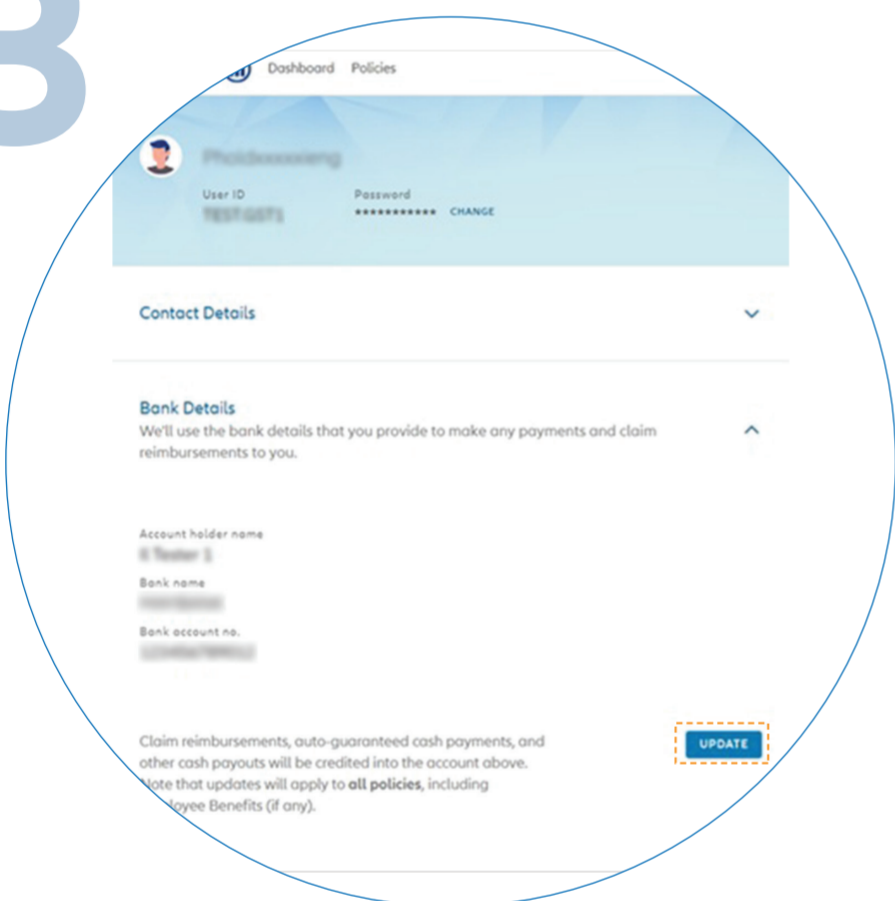 3
Dashboard Policies
User ID Password
*********** CHANGE
Contact Details
Bank Details
We'll use the bank details that you provide to make any payments and claim
reimbursements to you.
Account holder name
Bank name
Bank account no.
Claim reimbursements, auto-guaranteed cash payments, and
other cash payouts will be credited into the account above.
UPDATE
Note that updates will apply to all policies, including
Benefits (if any).